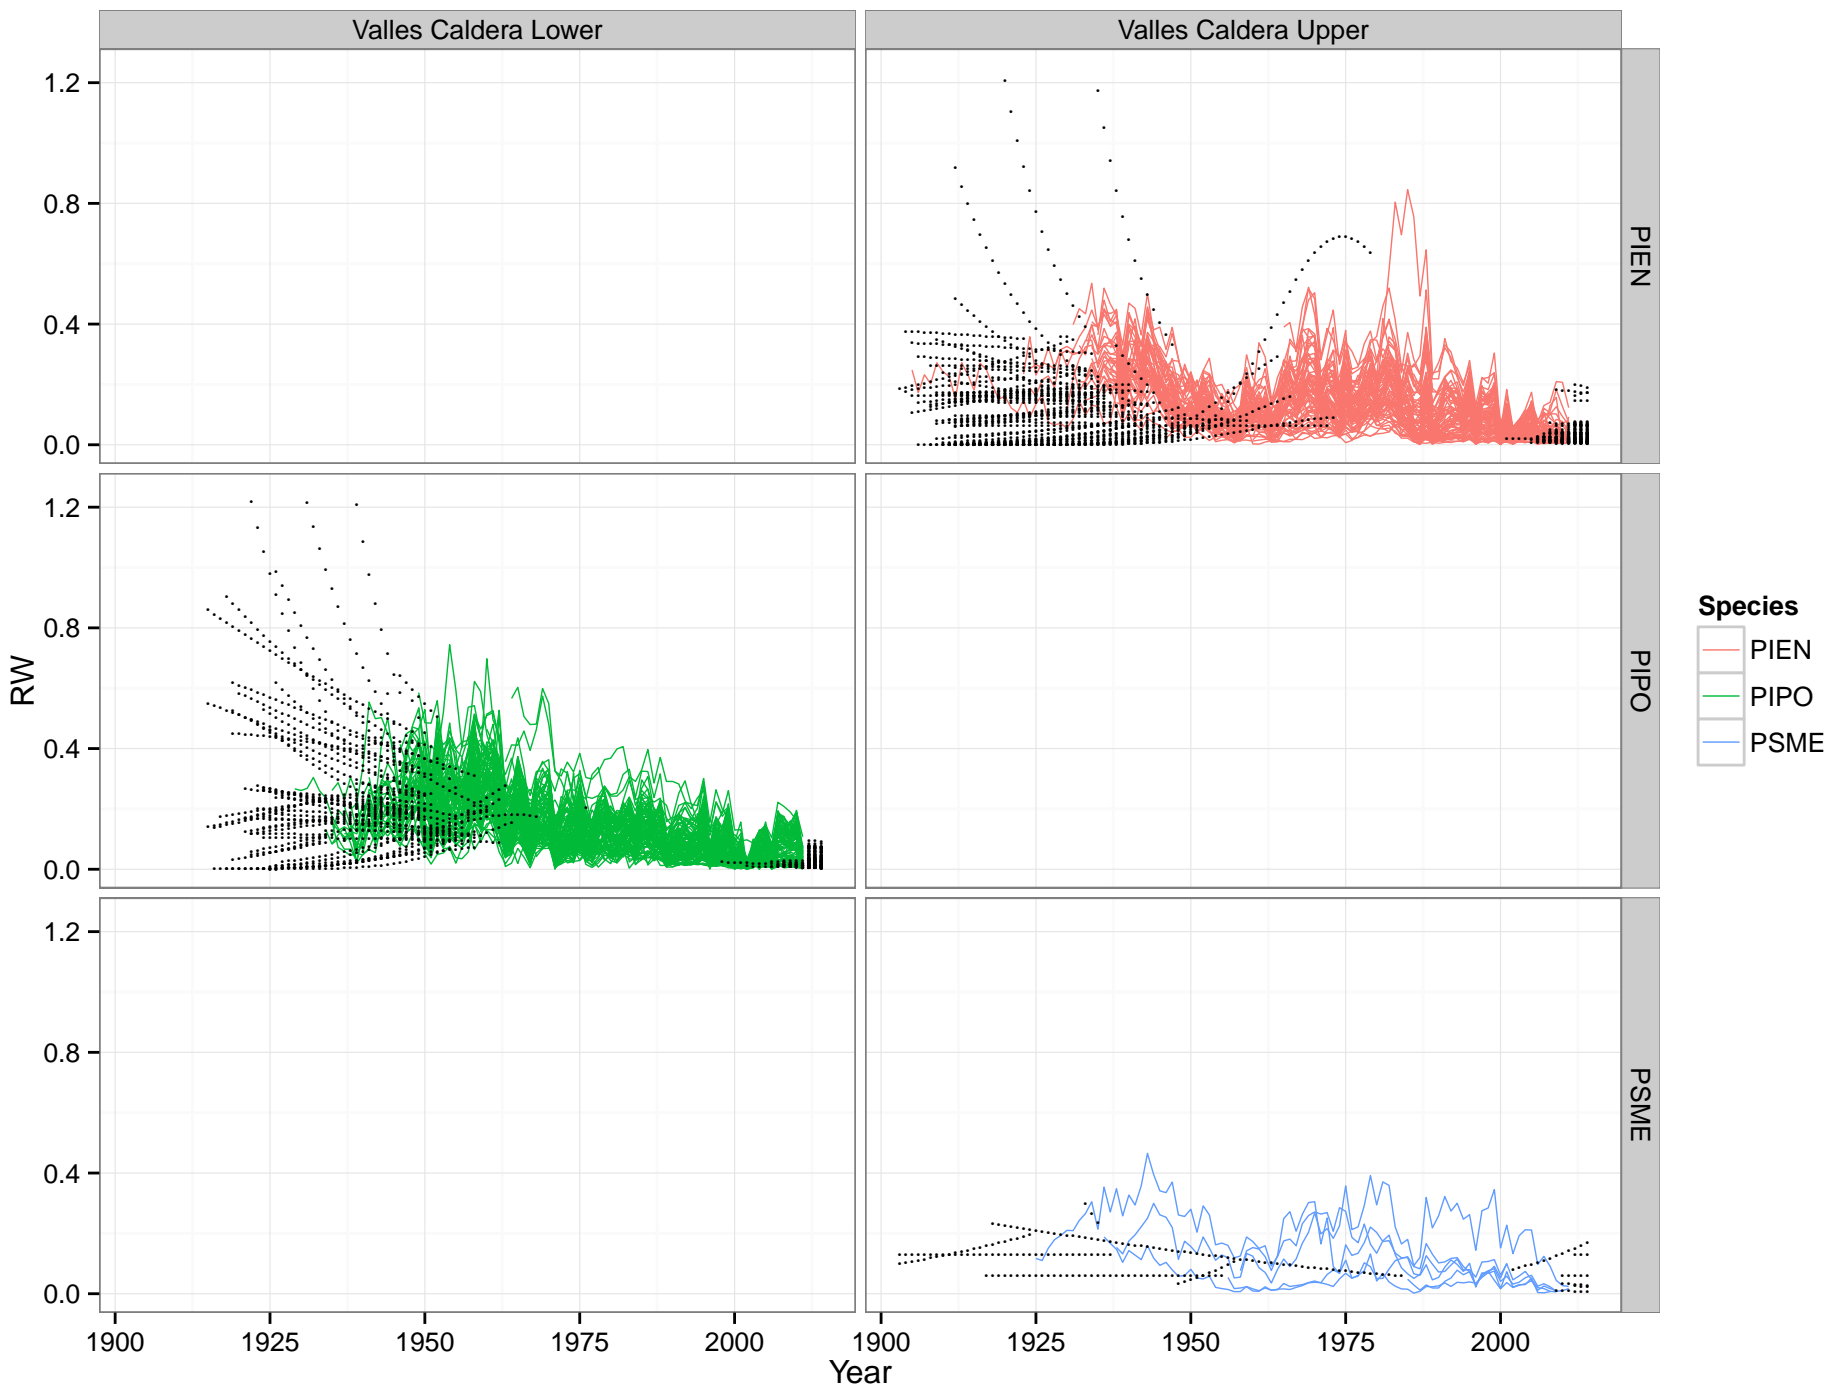 Valles Caldera Lower
Valles Caldera Upper
1.2
0.8
0.4
0.0
PIEN
1.2
0.8
0.4
0.0
PIPO
1.2
0.8
0.4
0.0
PSME
RW
1900 1925 1950 1975 2000
1900 1925 1950 1975 2000
Year
Species
PIEN
PIPO
PSME